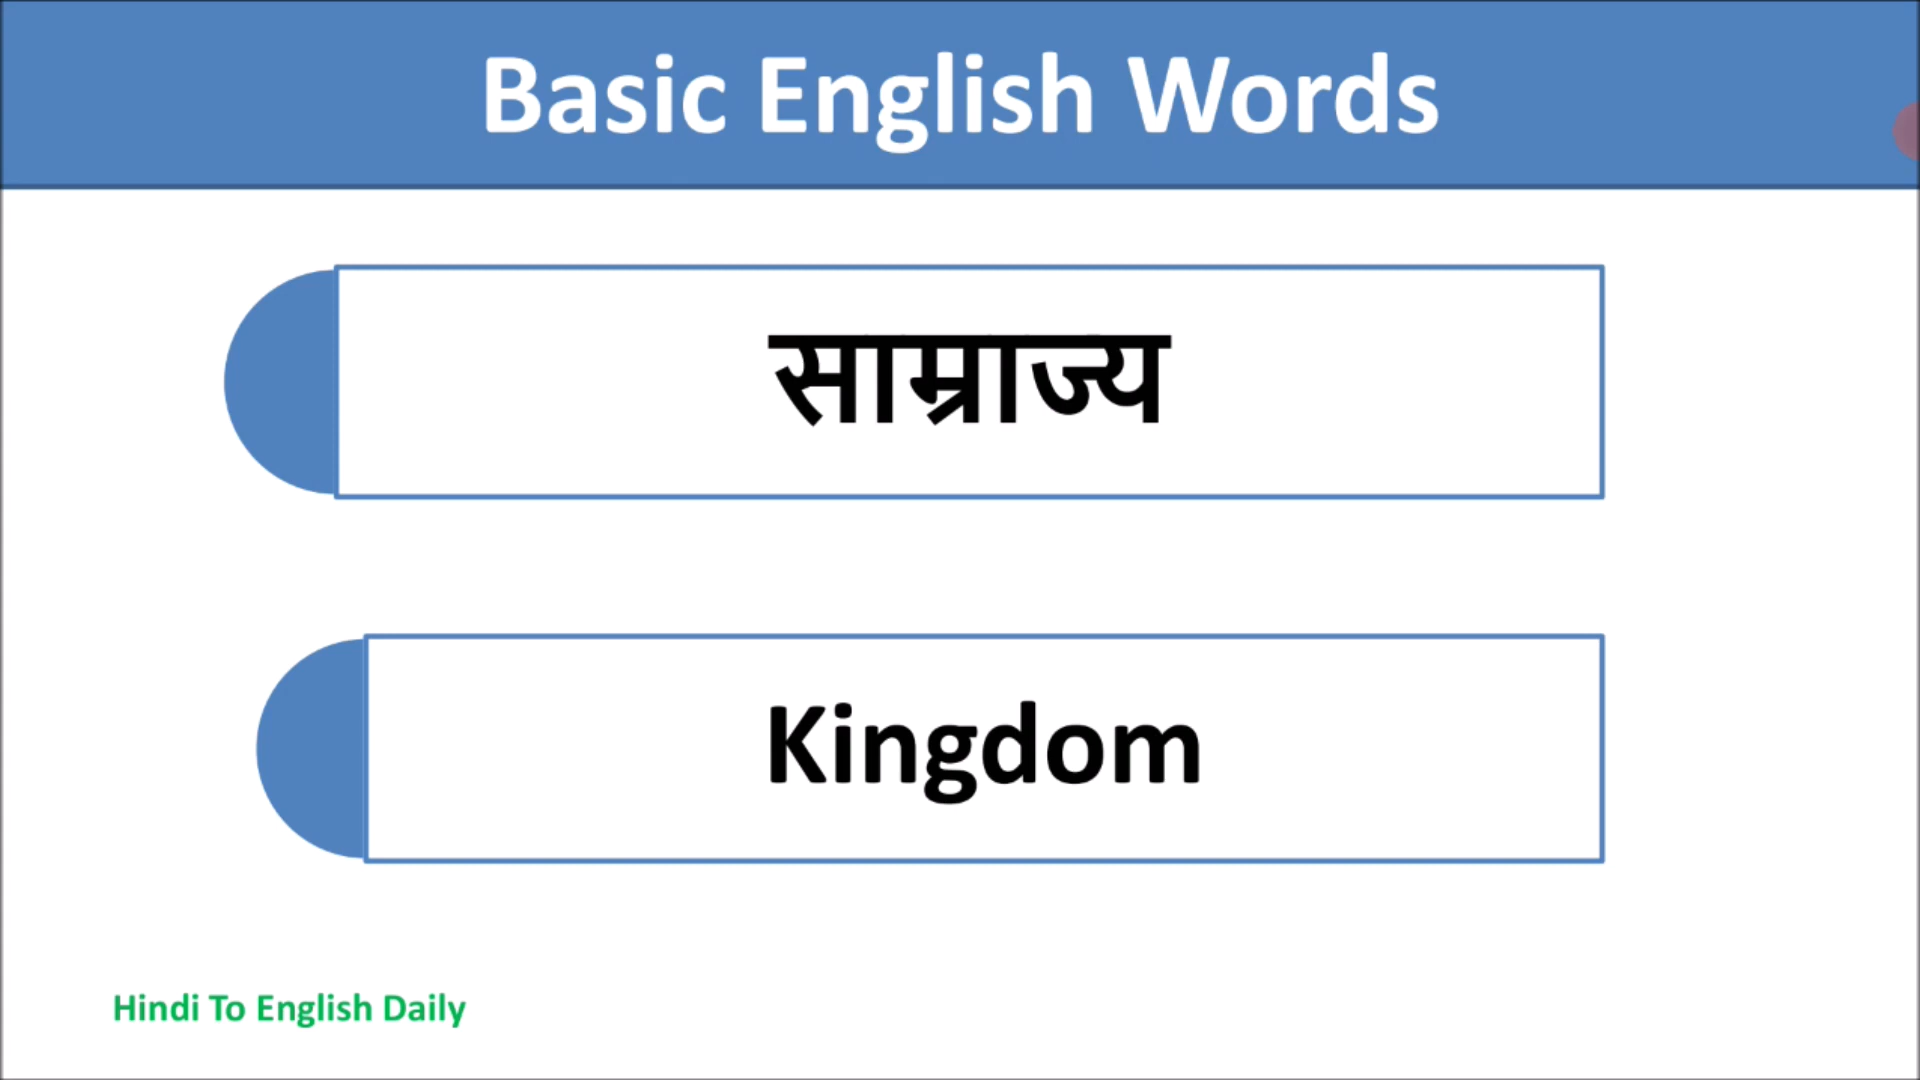 Basic English Words
साम्राज्य
Kingdom
Hindi To English Daily